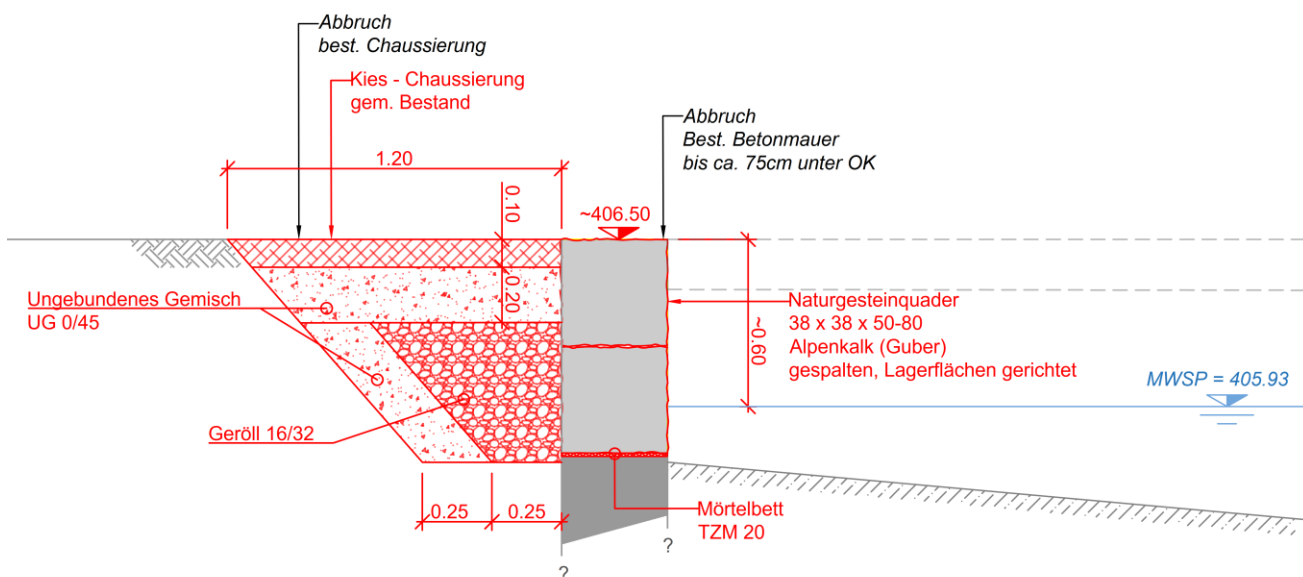 Abbruch
best. Chaussierung
Kies - Chaussierung
gem. Bestand
Abbruch
Best. Betonmauer
bis ca. 75cm unter OK
1.20
0.10
~406.50
0.20
Ungebundenes Gemisch
UG 0/45
~0.60
Naturgesteinquader
38 x 38 x 50-80
Alpenkalk (Guber)
gespalten, Lagerflächen gerichtet
MWSP = 405.93
Geröll 16/32
0.25
0.25
Mörtelbett
TZM 20
?
?